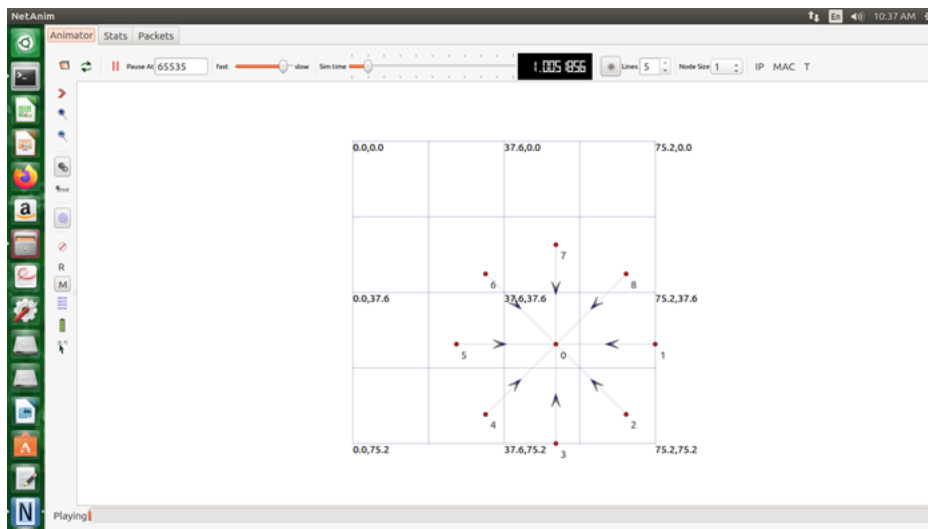 NetAnim
En 10:37 AM
Animator Stats Packets
Pause At 65535 fast slow Sim time 1.0051856 Lines 5 Node Size 1 IP MAC T
0.0,0.0 37.6,0.0 75.2,0.0
7
6 8
R
M
0.0,37.6 37.6,37.6 75.2,37.6
5 0 1
a
4 2
0.0,75.2 37.6,75.2 75.2,75.2
3
A
N
Playing